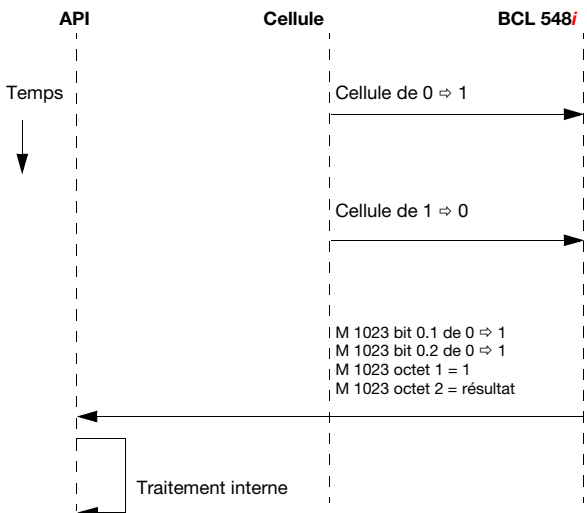 API Cellule BCL 548i
Temps
Cellule de 0 ⇨ 1
Cellule de 1 ⇨ 0
M 1023 bit 0.1 de 0 ⇨ 1
M 1023 bit 0.2 de 0 ⇨ 1
M 1023 octet 1 = 1
M 1023 octet 2 = résultat
Traitement interne